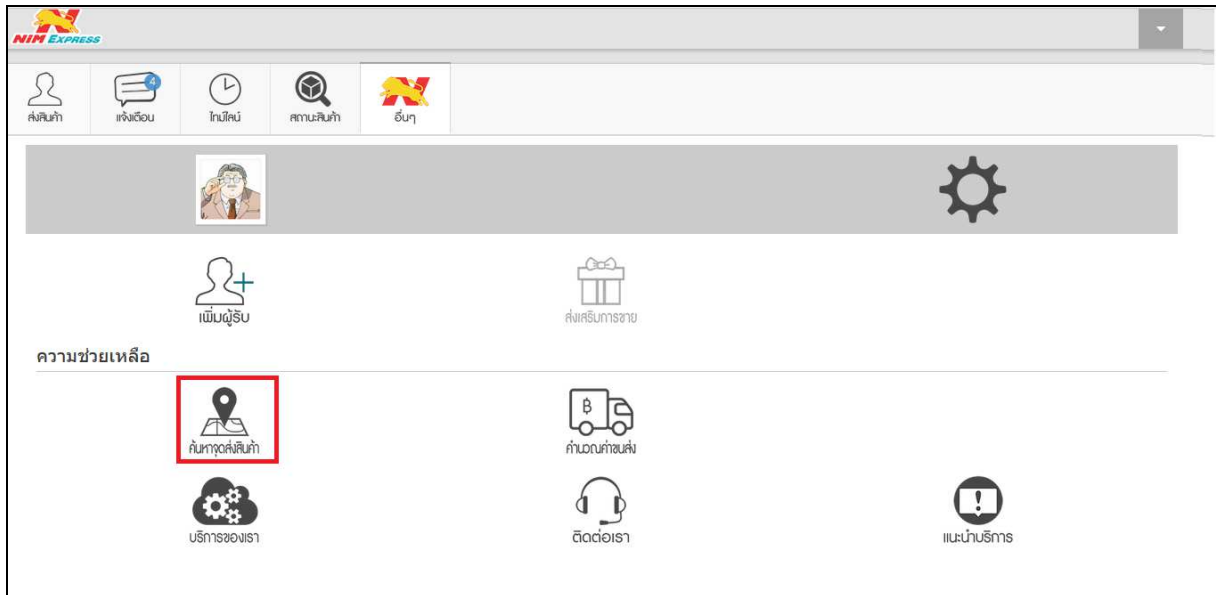 NIM EXPRESS
ส่งสินค้า
4
แจ้งเตือน
ไทม์ไลน์
สถานะสินค้า
อื่นๆ
เพิ่มผู้รับ
ส่งเสริมการขาย
ความช่วยเหลือ
ค้นหาจุดส่งสินค้า
฿
คำนวณค่าขนส่ง
บริการของเรา
ติดต่อเรา
แนะนำบริการ